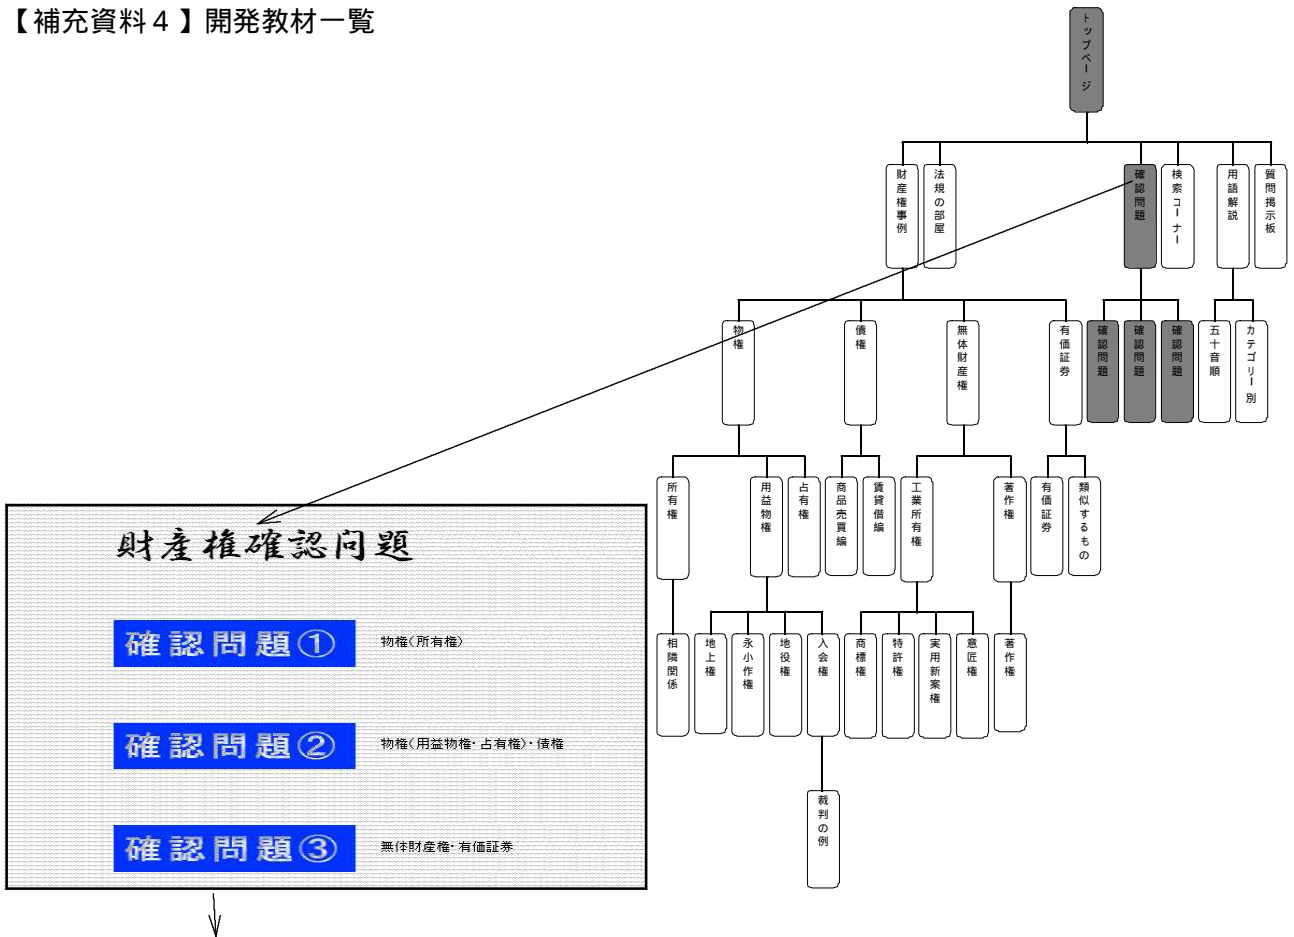 【補充資料４】開発教材一覧
トップページ
財産権事例
法規の部屋
確認問題
検索コーナー
用語解説
質問掲示板
物権
債権
無体財産権
有価証券
確認問題
確認問題
確認問題
五十音順
カテゴリー別
所有権
用益物権
占有権
商品売買編
賃貸借編
工業所有権
著作権
有価証券
類似するもの
相隣関係
地上権
永小作権
地役権
入会権
商標権
特許権
実用新案権
意匠権
著作権
裁判の例
財産権確認問題
確認問題① 物権(所有権)
確認問題② 物権(用益物権・占有権)・債権
確認問題③ 無体財産権・有価証券